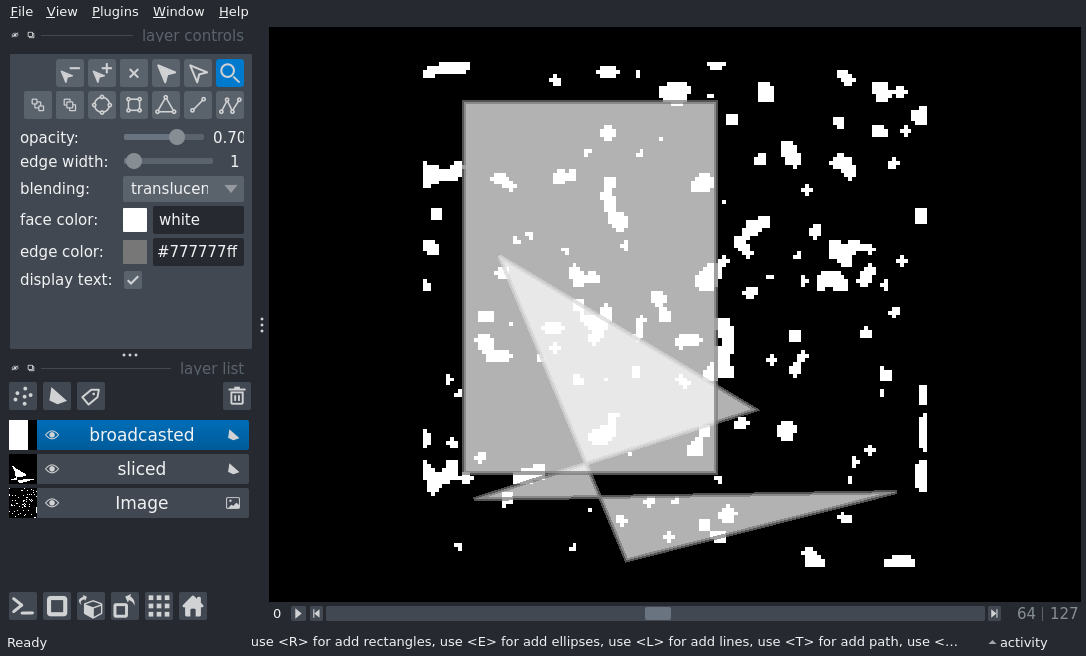 File View Plugins Window Help
layer controls
opacity: 0.70
edge width: 1
blending: translucen
face color: white
edge color: #777777ff
display text:
layer list
broadcasted
sliced
Image
0 64 127
Ready use <R> for add rectangles, use <E> for add ellipses, use <L> for add lines, use <T> for add path, use <... activity